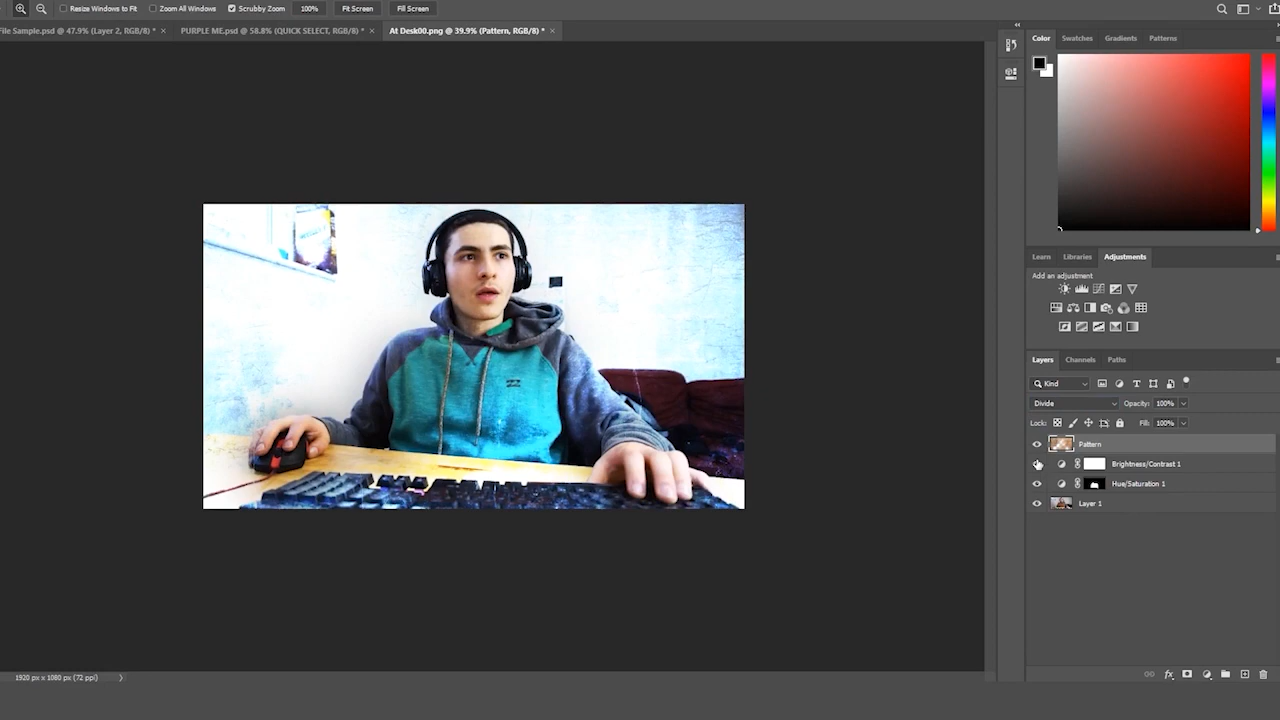 Resize Windows to Fit Zoom All Windows Scrubby Zoom 100% Fit Screen Fill Screen
File Sample.psd @ 47.9% (Layer 2, RGB/8) * × PURPLE ME.psd @ 58.8% (QUICK SELECT, RGB/8) * × At Desk00.png @ 39.9% (Pattern, RGB/8) * ×
Color Swatches Gradients Patterns
Learn Libraries Adjustments
Add an adjustment
Layers Channels Paths
Kind
Divide Opacity: 100%
Lock: Fill: 100%
Pattern
Brightness/Contrast 1
Hue/Saturation 1
Layer 1
1920 px x 1080 px (72 ppi)